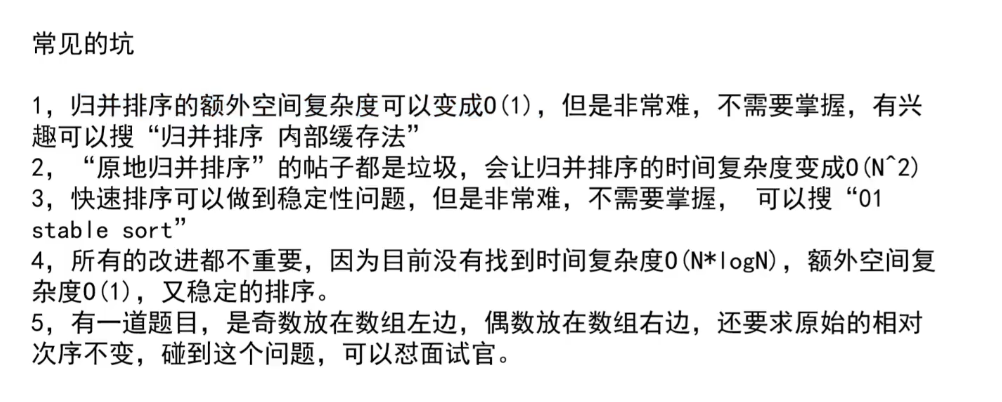 常见的坑
1，归并排序的额外空间复杂度可以变成O(1)，但是非常难，不需要掌握，有兴
趣可以搜“归并排序 内部缓存法”
2，“原地归并排序”的帖子都是垃圾，会让归并排序的时间复杂度变成O(N^2)
3，快速排序可以做到稳定性问题，但是非常难，不需要掌握， 可以搜“01
stable sort”
4，所有的改进都不重要，因为目前没有找到时间复杂度O(N*logN)，额外空间复
杂度O(1)，又稳定的排序。
5，有一道题目，是奇数放在数组左边，偶数放在数组右边，还要求原始的相对
次序不变，碰到这个问题，可以怼面试官。